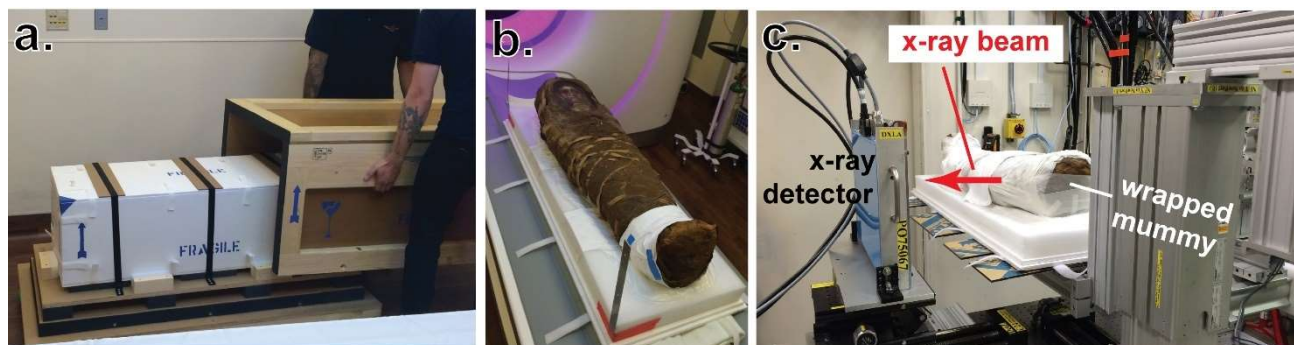 a.
FRAGILE
b.
c.
x-ray beam
x-ray
detector
wrapped
mummy